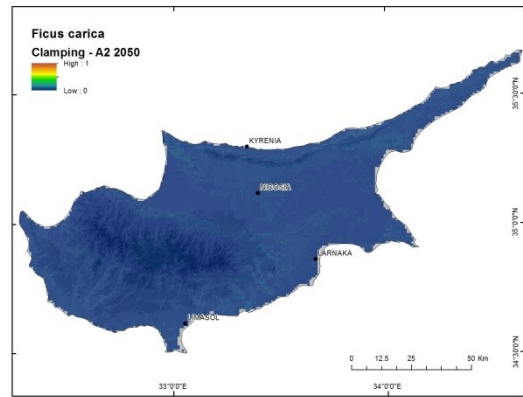 Ficus carica
Clamping - A2 2050
High : 1
Low : 0
KYRENIA
NICOSIA
LARNAKA
LIMASOL
35°30'0"N
35°0'0"N
34°30'0"N
0 12.5 25 50 Km
33°0'0"E 34°0'0"E